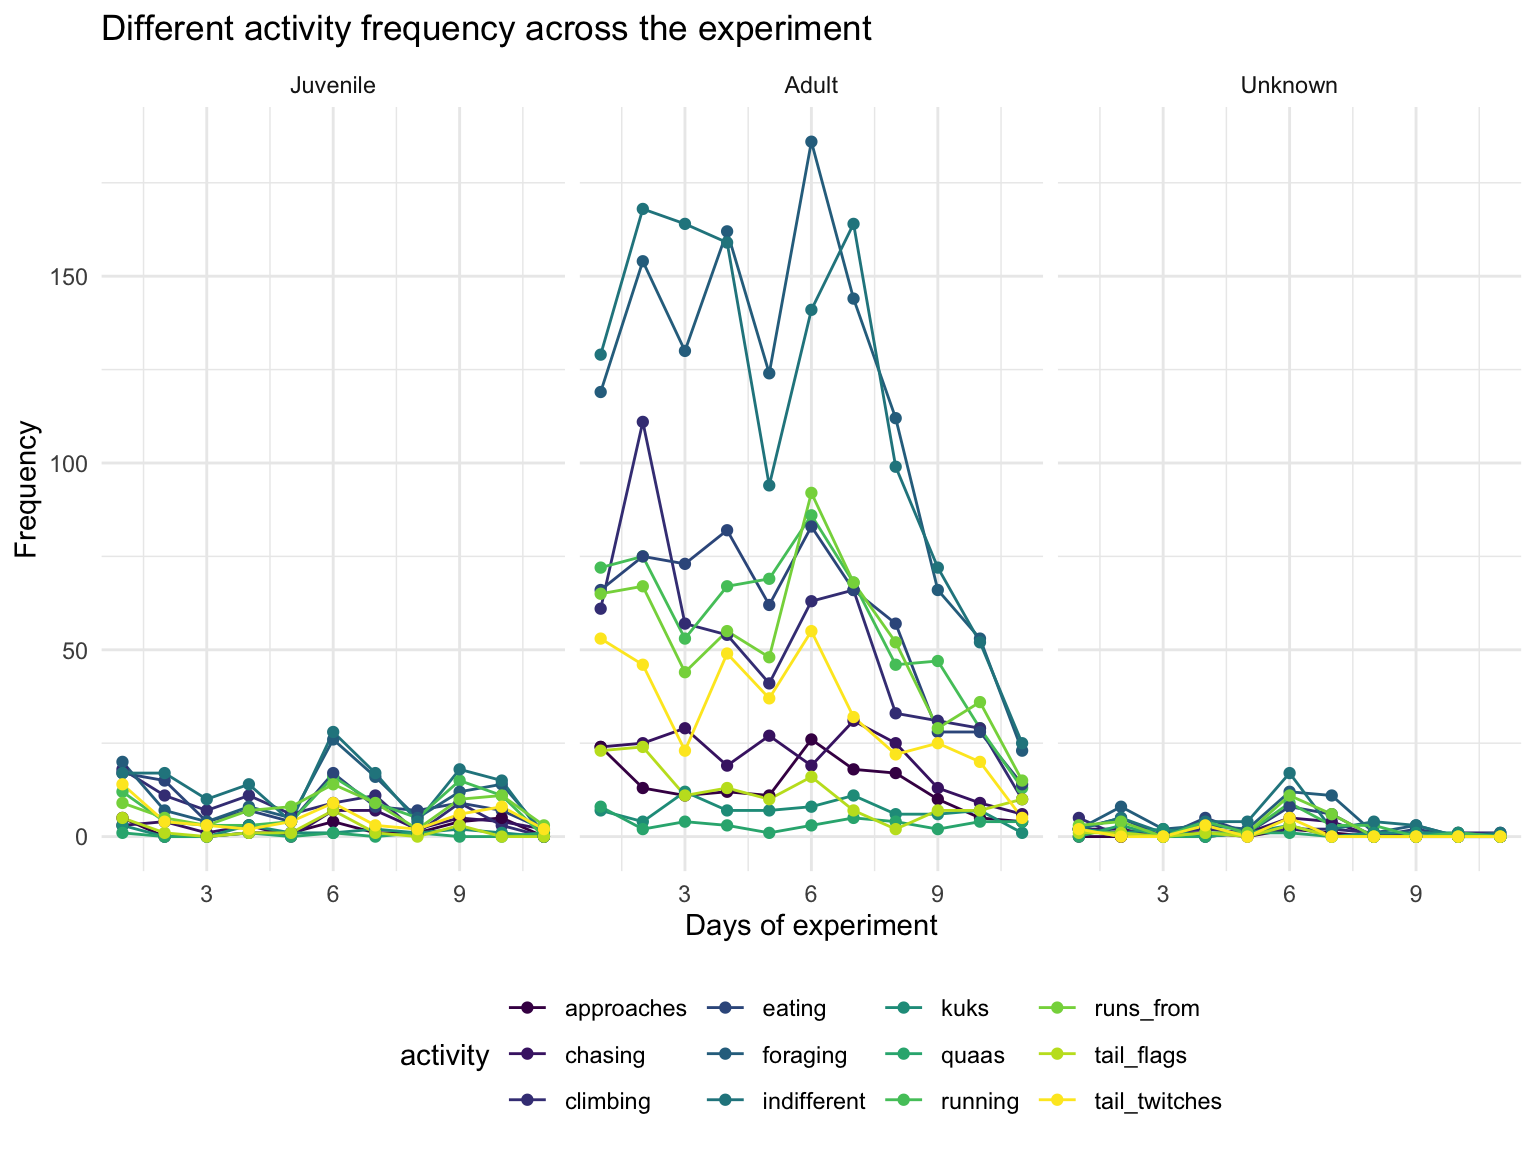 Different activity frequency across the experiment
Juvenile Adult Unknown
Frequency
150
100
50
0
3 6 9 3 6 9 3 6 9
Days of experiment
activity
approaches eating kuks runs_from
chasing foraging quaas tail_flags
climbing indifferent running tail_twitches